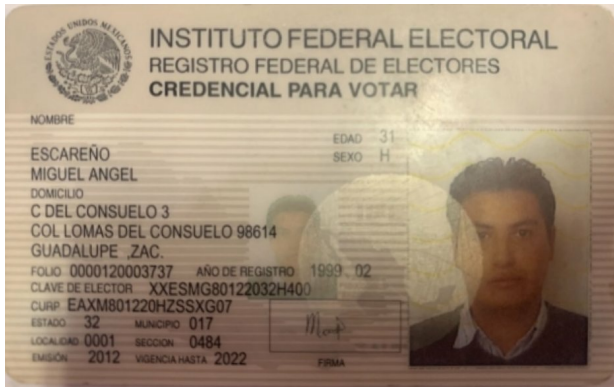 ESTADOS UNIDOS MEXICANOS
INSTITUTO FEDERAL ELECTORAL
REGISTRO FEDERAL DE ELECTORES
CREDENCIAL PARA VOTAR
NOMBRE
EDAD 31
ESCAREÑO SEXO H
MIGUEL ANGEL
DOMICILIO
C DEL CONSUELO 3
COL LOMAS DEL CONSUELO 98614
GUADALUPE ,ZAC.
FOLIO 0000120003737 AÑO DE REGISTRO 1999 02
CLAVE DE ELECTOR XXESMG80122032H400
CURP EAXM801220HZSSXG07
ESTADO 32 MUNICIPIO 017
LOCALIDAD 0001 SECCION 0484
EMISIÓN 2012 VIGENCIA HASTA 2022
FIRMA